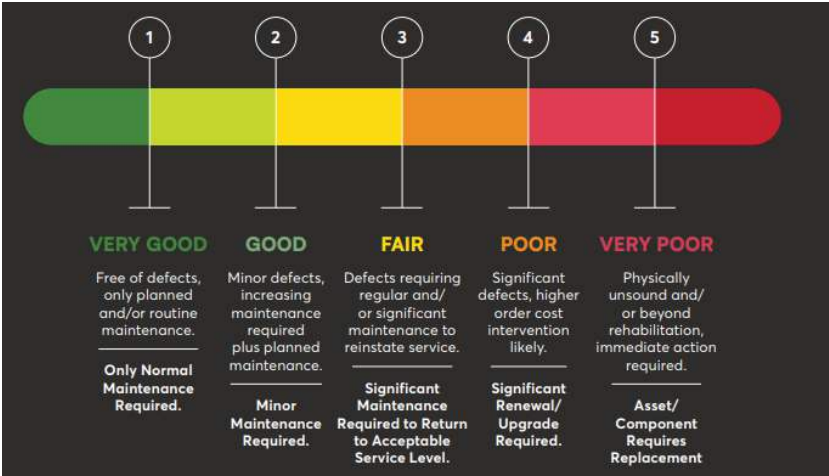 1
2
3
4
5
VERY GOOD
Free of defects,
only planned
and/or routine
maintenance.
Only Normal
Maintenance
Required.
GOOD
Minor defects,
increasing
maintenance
required
plus planned
maintenance.
Minor
Maintenance
Required.
FAIR
Defects requiring
regular and/
or significant
maintenance to
reinstate service.
Significant
Maintenance
Required to Return
to Acceptable
Service Level.
POOR
Significant
defects, higher
order cost
intervention
likely.
Significant
Renewal/
Upgrade
Required.
VERY POOR
Physically
unsound and/
or beyond
rehabilitation,
immediate action
required.
Asset/
Component
Requires
Replacement